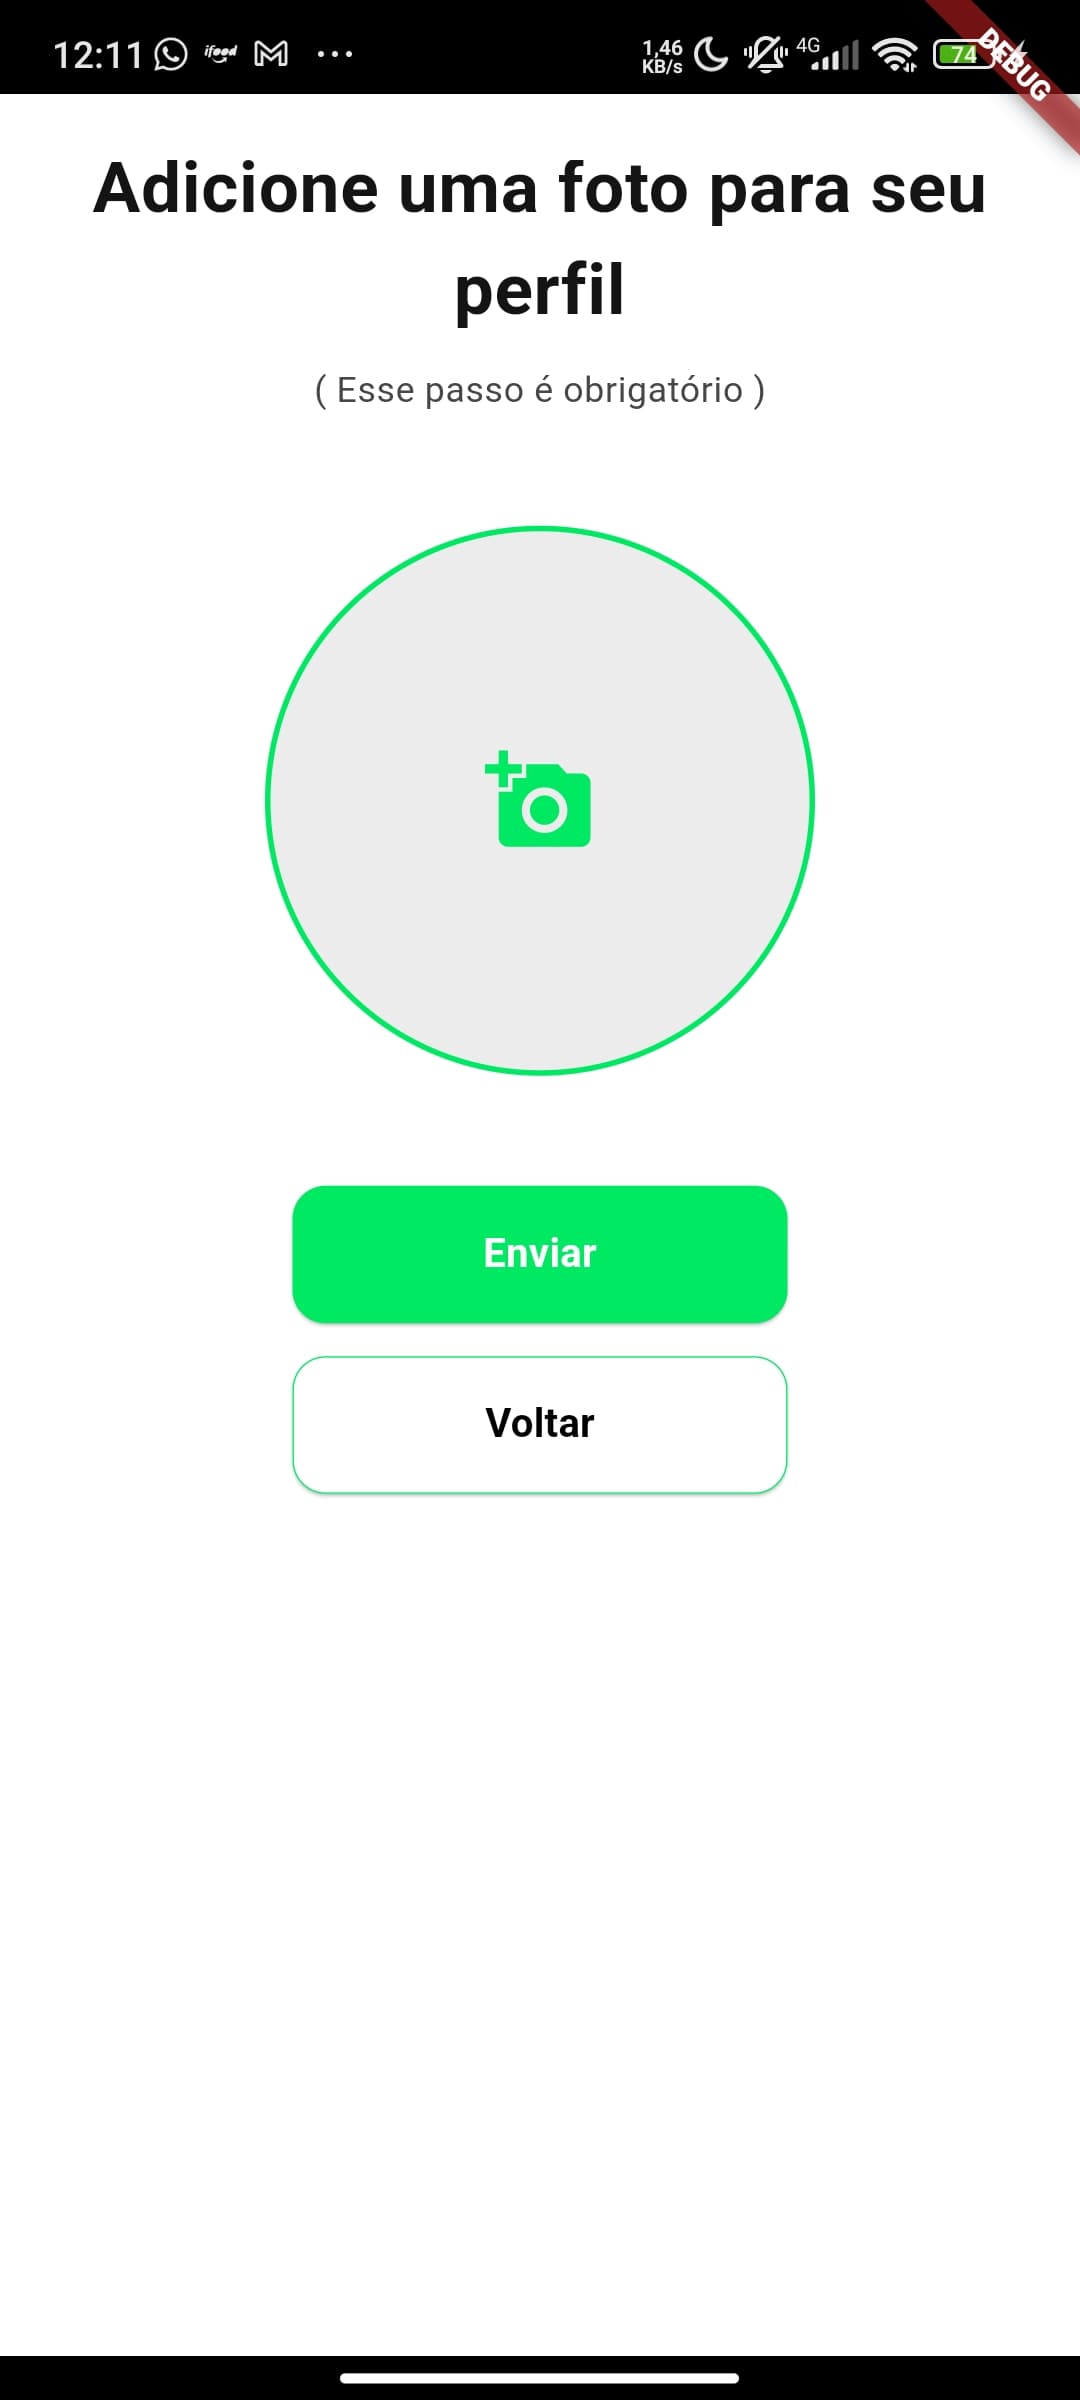 12:11 ifood ... 1,46 KB/s 4G 74
DEBUG
Adicione uma foto para seu
perfil
( Esse passo é obrigatório )
Enviar
Voltar